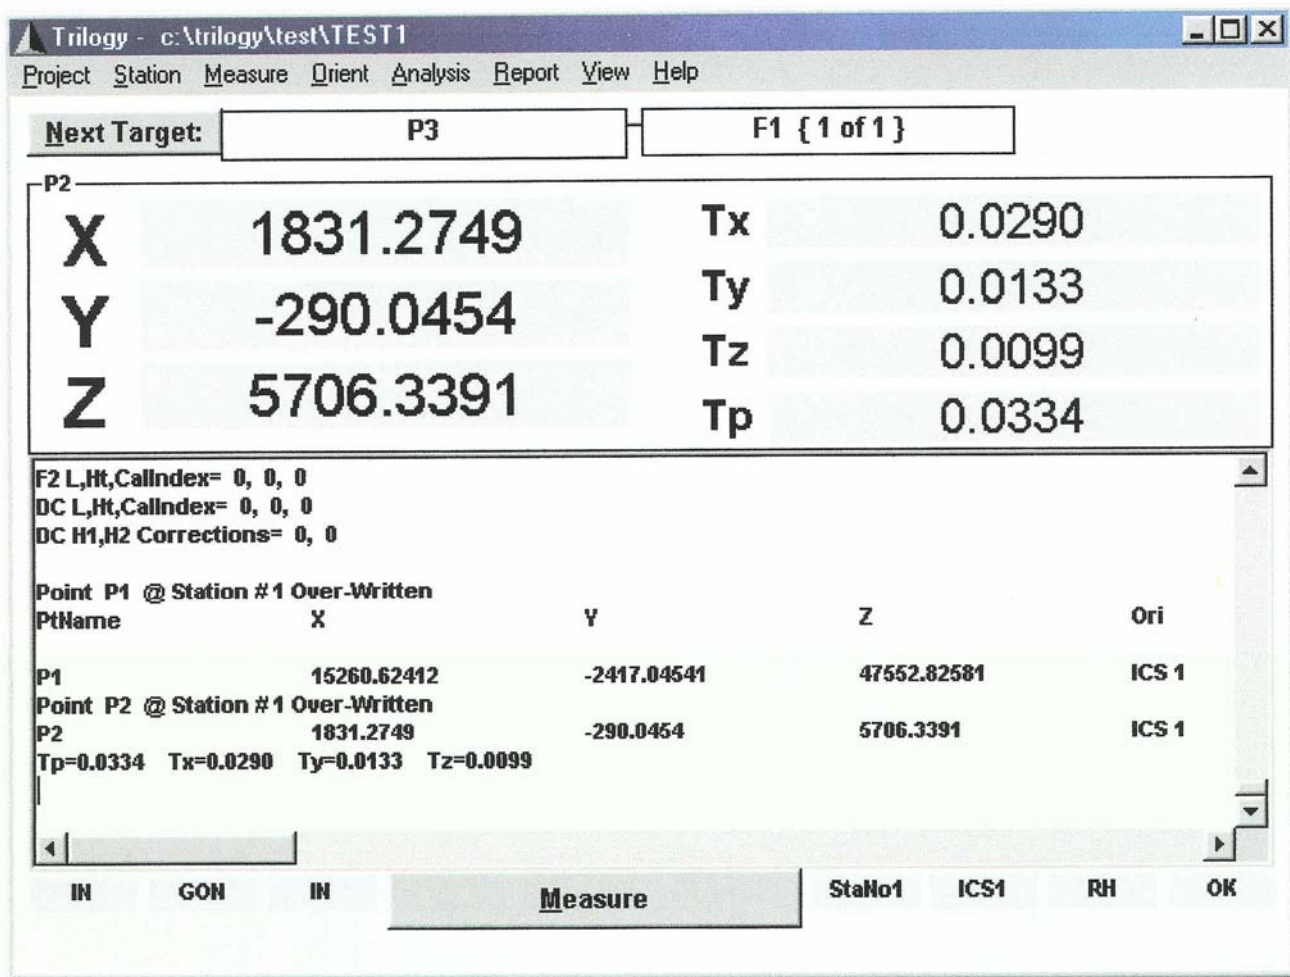 Trilogy - c:\trilogy\test\TEST1
Project Station Measure Orient Analysis Report View Help
Next Target: P3 F1 { 1 of 1 }
P2
X 1831.2749 Tx 0.0290
Y -290.0454 Ty 0.0133
Z 5706.3391 Tz 0.0099
Tp 0.0334
F2 L,Ht,CalIndex= 0, 0, 0
DC L,Ht,CalIndex= 0, 0, 0
DC H1,H2 Corrections= 0, 0
Point P1 @ Station #1 Over-Written
PtName X Y Z Ori
P1 15260.62412 -2417.04541 47552.82581 ICS 1
Point P2 @ Station #1 Over-Written
P2 1831.2749 -290.0454 5706.3391 ICS 1
Tp=0.0334 Tx=0.0290 Ty=0.0133 Tz=0.0099
IN GON IN Measure StaNo1 ICS1 RH OK